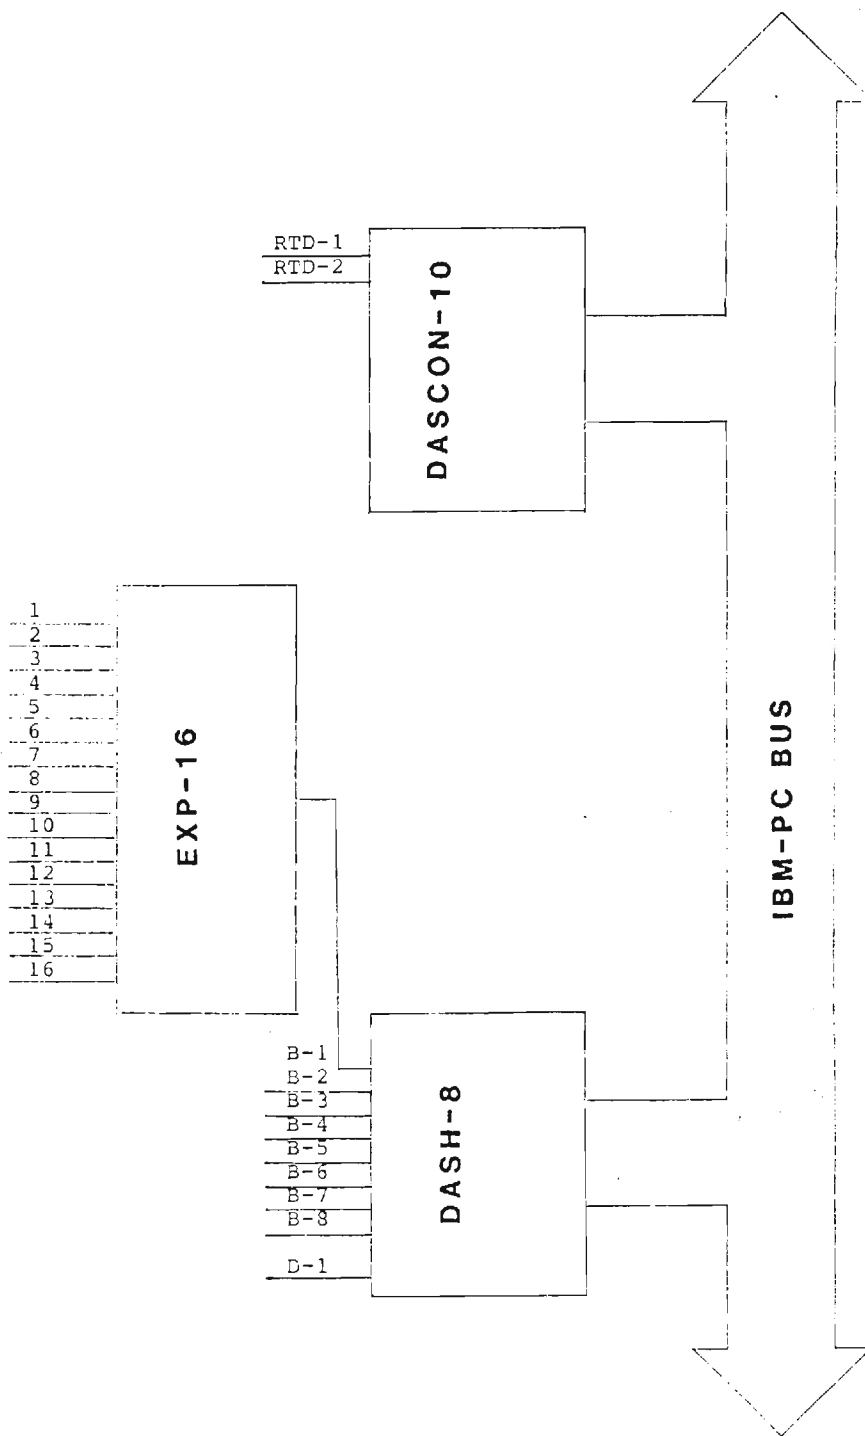 RTD-1
RTD-2
DASCON-10
1
2
3
4
5
6
7
8
9
10
11
12
13
14
15
16
EXP-16
IBM-PC BUS
B-1
B-2
B-3
B-4
B-5
B-6
B-7
B-8
D-1
DASH-8